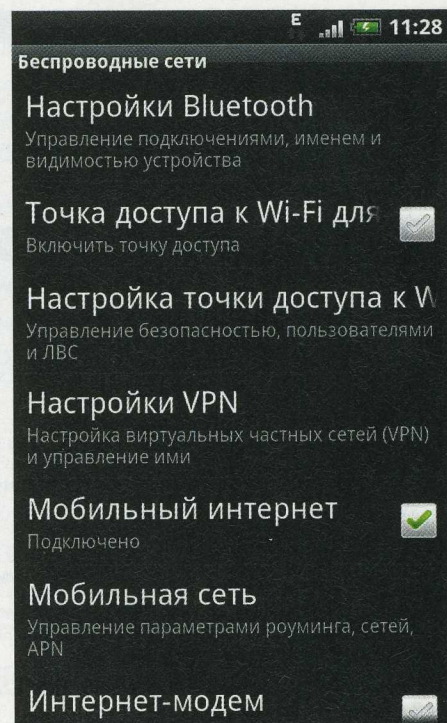 E 11:28
Беспроводные сети
Настройки Bluetooth
Управление подключениями, именем и
видимостью устройства
Точка доступа к Wi-Fi для
Включить точку доступа
Настройка точки доступа к W
Управление безопасностью, пользователями
и ЛВС
Настройки VPN
Настройка виртуальных частных сетей (VPN)
и управление ими
Мобильный интернет
Подключено
Мобильная сеть
Управление параметрами роуминга, сетей,
APN
Интернет-модем